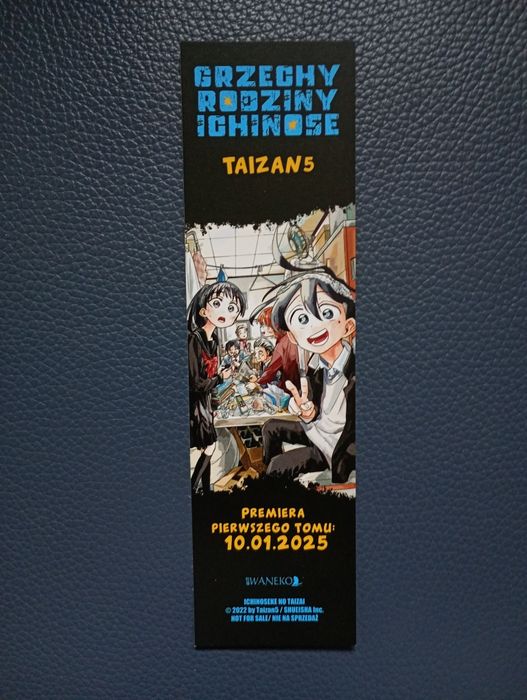 GRZECHY
RODZINY
ICHINOSE
TAIZAN5
PREMIERA
PIERWSZEGO TOMU:
10.01.2025
WANEKO
ICHINOSEKE NO TAIZAI
© 2022 by Taizan5 / SHUEISHA Inc.
NOT FOR SALE/ NIE NA SPRZEDAŻ